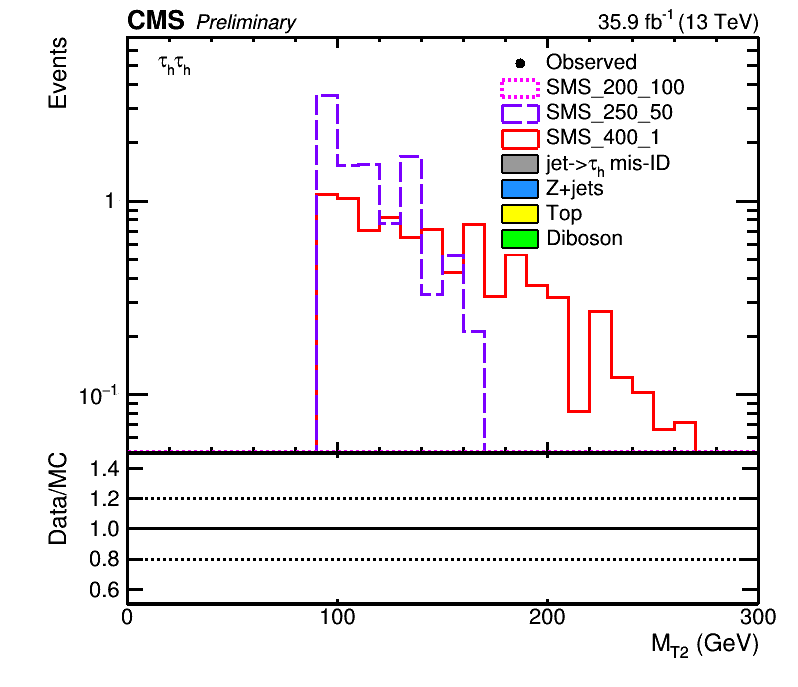 CMS Preliminary 35.9 fb⁻¹ (13 TeV)
Events
τₕτₕ
Observed
SMS_200_100
SMS_250_50
SMS_400_1
jet->τₕ mis-ID
Z+jets
Top
Diboson
1
10⁻¹
Data/MC
1.4
1.2
1.0
0.8
0.6
0 100 200 300
M_T2 (GeV)